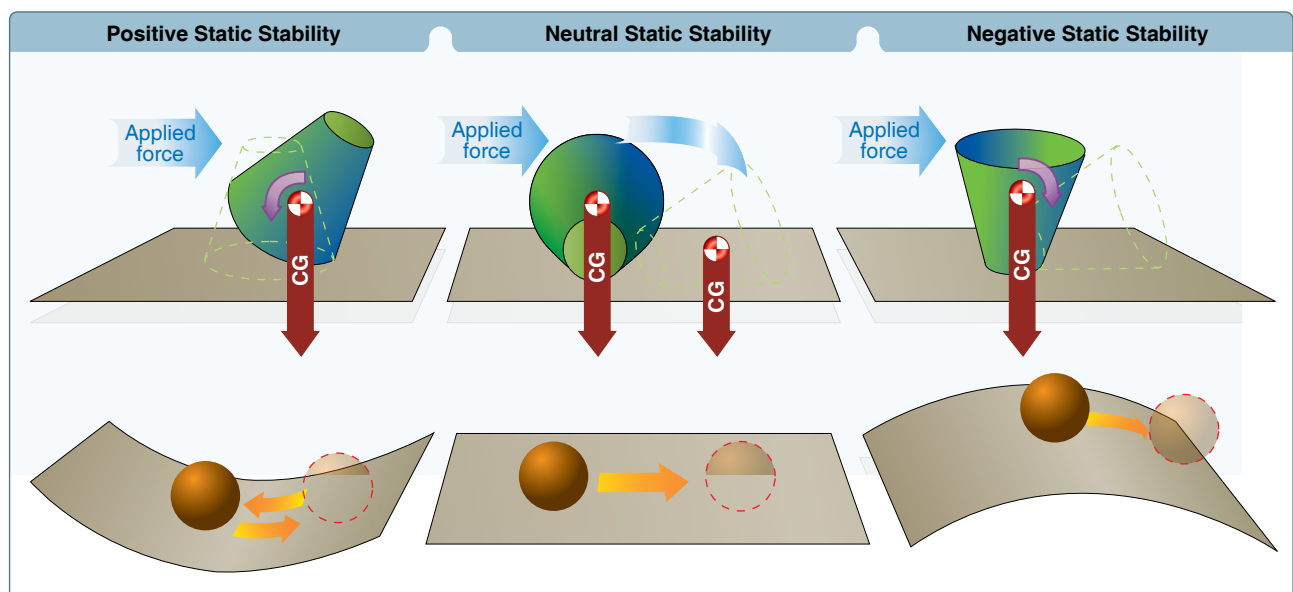 Positive Static Stability
Neutral Static Stability
Negative Static Stability
Applied
force
Applied
force
Applied
force
CG
CG
CG
CG